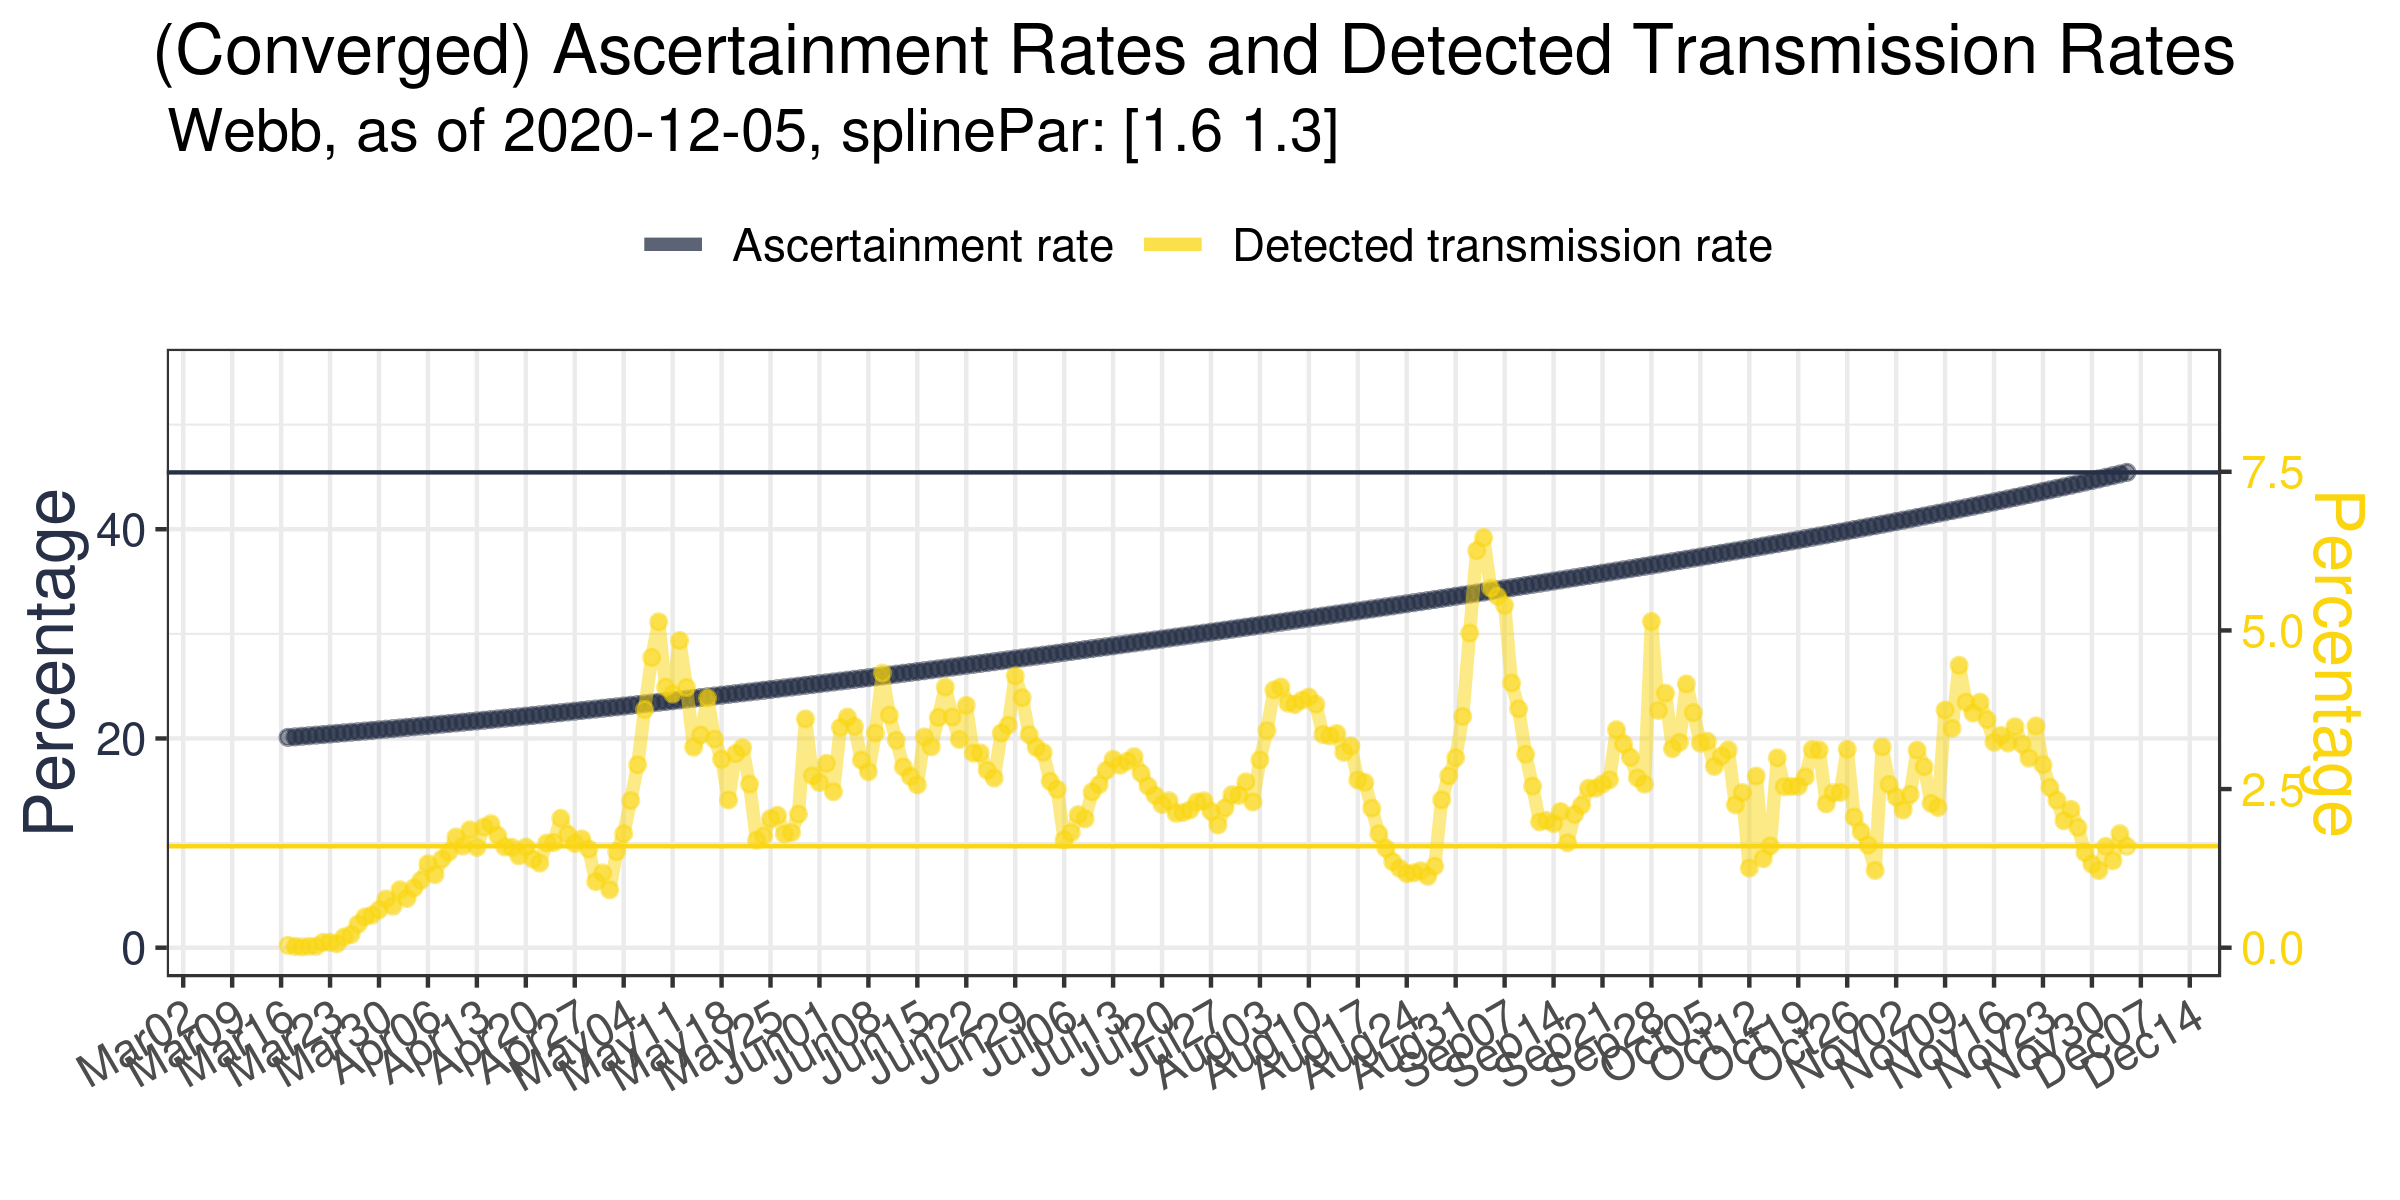 (Converged) Ascertainment Rates and Detected Transmission Rates
Webb, as of 2020-12-05, splinePar: [1.6 1.3]
Ascertainment rate
Detected transmission rate
Percentage
40
20
0
7.5
5.0
2.5
0.0
Percentage
Mar02
Mar09
Mar16
Mar23
Mar30
Apr06
Apr13
Apr20
Apr27
May04
May11
May18
May25
Jun01
Jun08
Jun15
Jun22
Jun29
Jul06
Jul13
Jul20
Jul27
Aug03
Aug10
Aug17
Aug24
Aug31
Sep07
Sep14
Sep21
Sep28
Oct05
Oct12
Oct19
Oct26
Nov02
Nov09
Nov16
Nov23
Nov30
Dec07
Dec14